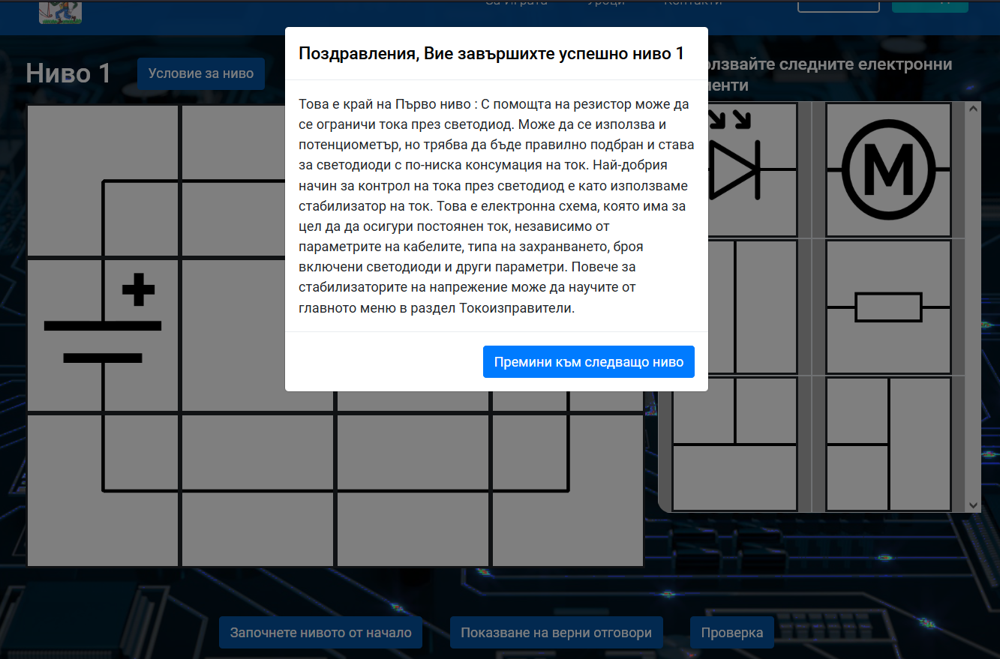 За Играта Уроци Контакти
Поздравления, Вие завършихте успешно ниво 1
Ниво 1
Условие за ниво
следните електронни
Това е край на Първо ниво : С помощта на резистор може да
се ограничи тока през светодиод. Може да се използва и
потенциометър, но трябва да бъде правилно подбран и става
за светодиоди с по-ниска консумация на ток. Най-добрия
начин за контрол на тока през светодиод е като използваме
стабилизатор на ток. Това е електронна схема, която има за
цел да да осигури постоянен ток, независимо от
параметрите на кабелите, типа на захранването, броя
включени светодиоди и други параметри. Повече за
стабилизаторите на напрежение може да научите от
главното меню в раздел Токоизправители.
Премини към следващо ниво
M
Започнете нивото от начало
Показване на верни отговори
Проверка